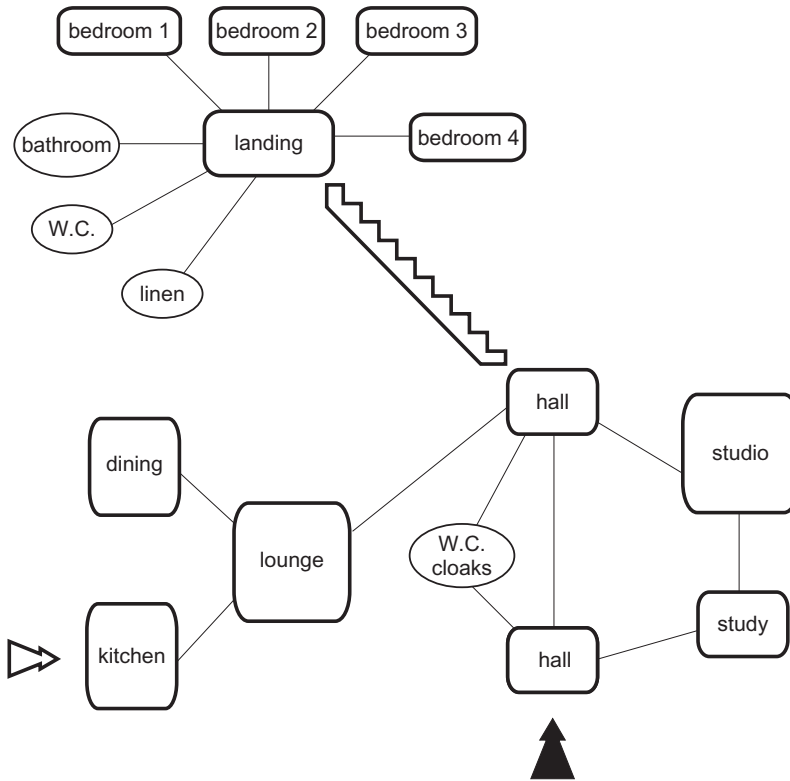 bedroom 1
bedroom 2
bedroom 3
bathroom
landing
bedroom 4
W.C.
linen
hall
dining
studio
lounge
W.C.
cloaks
kitchen
hall
study